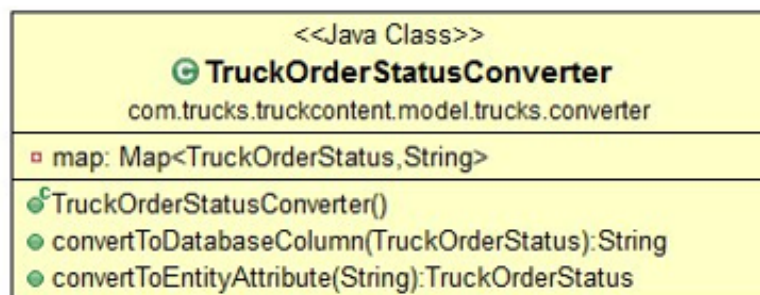 <<Java Class>>
C TruckOrderStatusConverter
com.trucks.truckcontent.model.trucks.converter
map: Map<TruckOrderStatus,String>
C TruckOrderStatusConverter()
convertToDatabaseColumn(TruckOrderStatus):String
convertToEntityAttribute(String):TruckOrderStatus